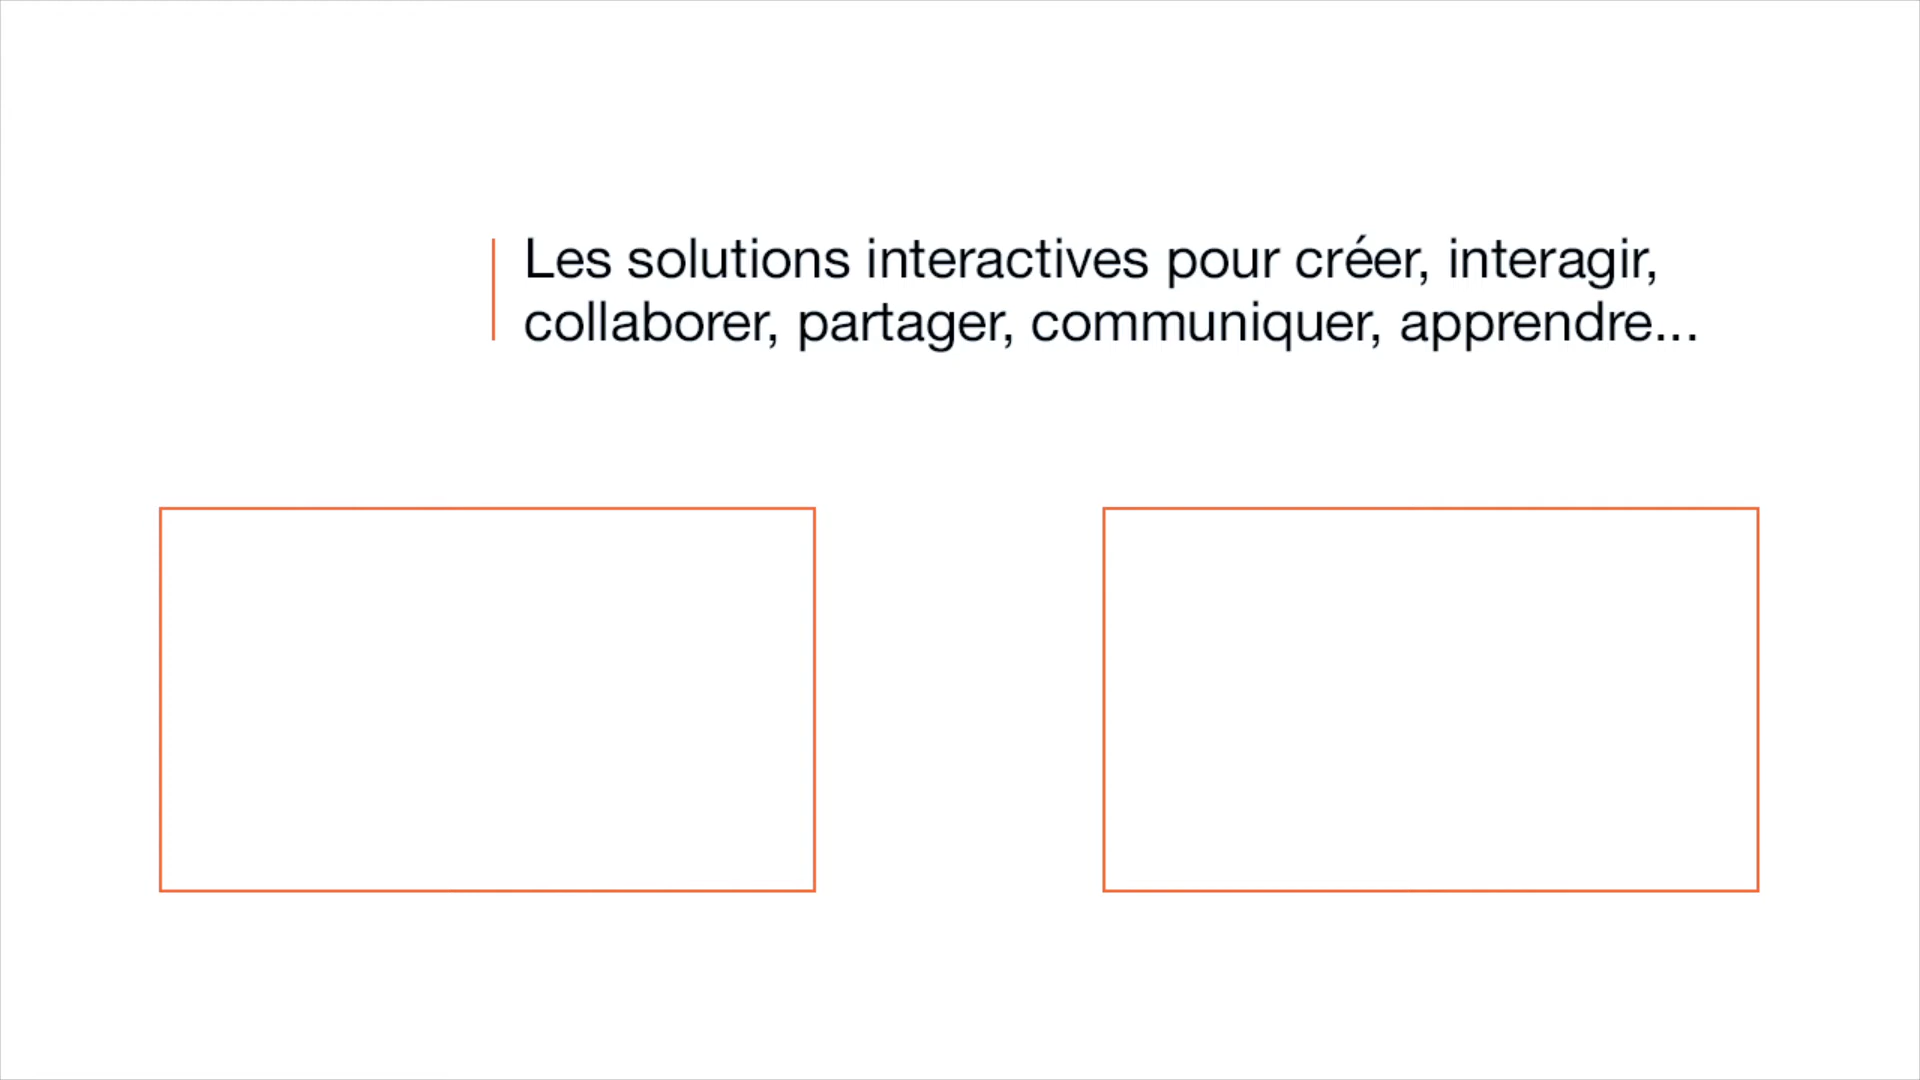 Les solutions interactives pour créer, interagir,
collaborer, partager, communiquer, apprendre...